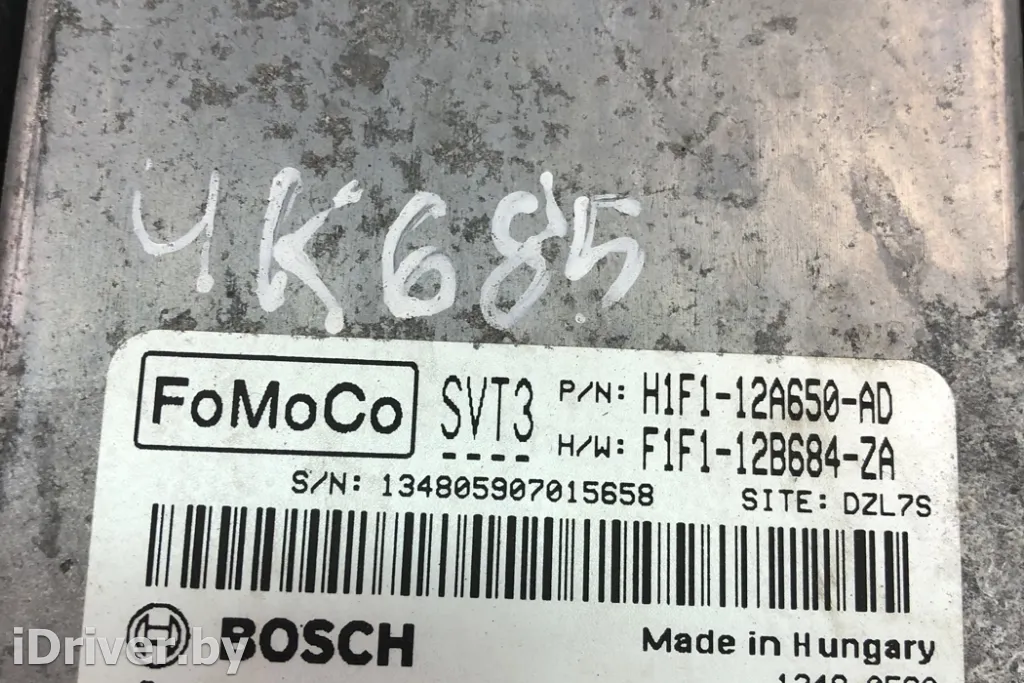 ЧК685
FoMoCo
SVT3
P/N: H1F1-12A650-AD
H/W: F1F1-12B684-ZA
S/N: 134805907015658
SITE: DZL7S
BOSCH
Made in Hungary
iDriver.by